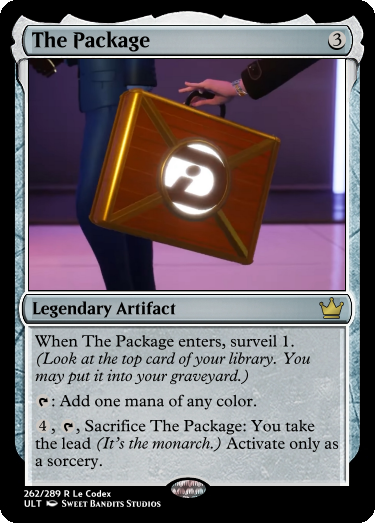 The Package 3
Legendary Artifact
When The Package enters, surveil 1.
(Look at the top card of your library. You
may put it into your graveyard.)
: Add one mana of any color.
4 , , Sacrifice The Package: You take
the lead (It's the monarch.) Activate only as
a sorcery.
262/289 R Le Codex
ULT Sweet Bandits Studios